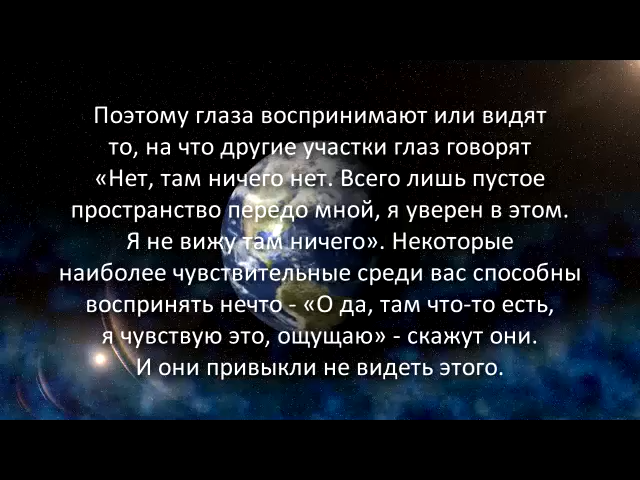 Поэтому глаза воспринимают или видят
то, на что другие участки глаз говорят
«Нет, там ничего нет. Всего лишь пустое
пространство передо мной, я уверен в этом.
Я не вижу там ничего». Некоторые
наиболее чувствительные среди вас способны
воспринять нечто - «О да, там что-то есть,
я чувствую это, ощущаю» - скажут они.
И они привыкли не видеть этого.